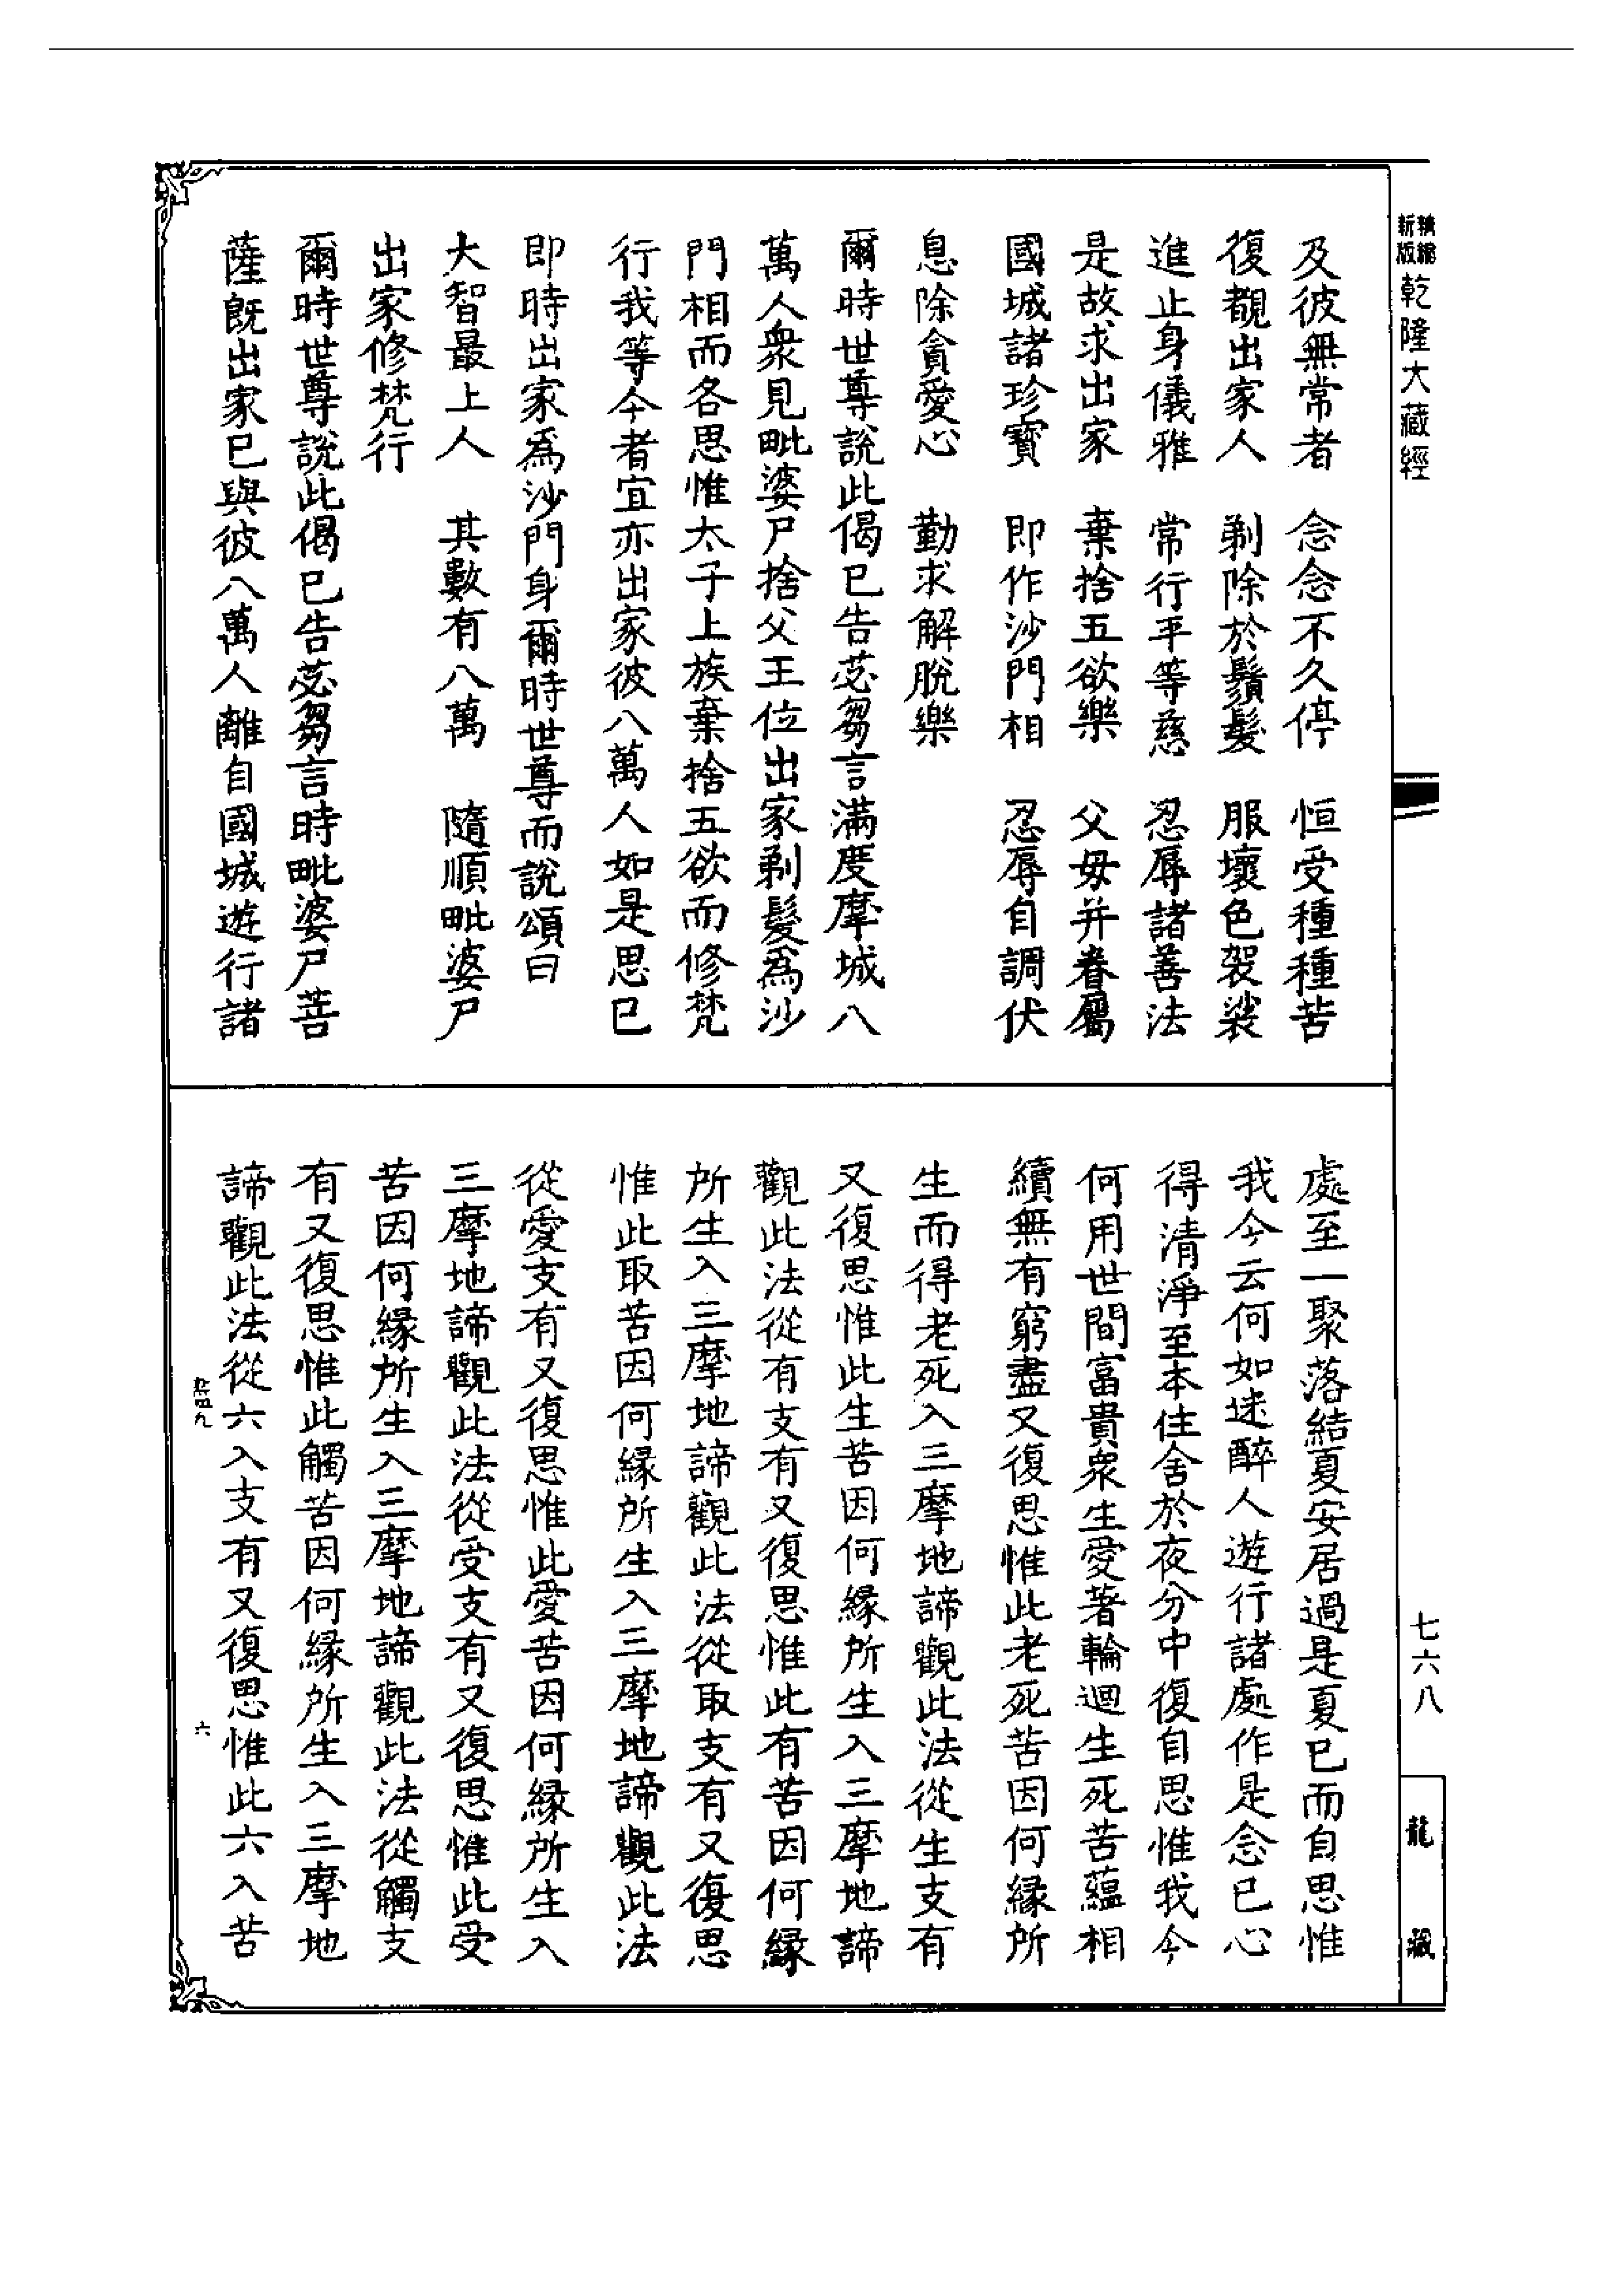 精編
新版
乾隆大藏經
及彼無常者　念念不久停　恒受種種苦
復覩出家人　剃除於鬚髮　服壞色袈裟
進止身儀雅　常行平等慈　忍辱諸善法
是故求出家　棄捨五欲樂　父母并眷屬
國城諸珍寶　即作沙門相　忍辱自調伏
息除貪愛心　勤求解脫樂
爾時世尊說此偈已告苾芻言滿度摩城八
萬人衆見毗婆尸捨父王位出家剃髮爲沙
門相而各思惟太子上族棄捨五欲而修梵
行我等今者宜亦出家彼八萬人如是思已
即時出家爲沙門身爾時世尊而說頌曰
大智最上人　其數有八萬　隨順毗婆尸
出家修梵行
爾時世尊說此偈已告苾芻言時毗婆尸菩
薩既出家已與彼八萬人離自國城遊行諸
處至一聚落結夏安居過是夏已而自思惟
我今云何如迷醉人遊行諸處作是念已心
得清淨至本住舍於夜分中復自思惟我今
何用世間富貴衆生愛著輪迴生死苦蘊相
續無有窮盡又復思惟此老死苦因何緣所
生而得老死入三摩地諦觀此法從生支有
又復思惟此生苦因何緣所生入三摩地諦
觀此法從有支有又復思惟此有苦因何緣
所生入三摩地諦觀此法從取支有又復思
惟此取苦因何緣所生入三摩地諦觀此法
從愛支有又復思惟此愛苦因何緣所生入
三摩地諦觀此法從受支有又復思惟此受
苦因何緣所生入三摩地諦觀此法從觸支
有又復思惟此觸苦因何緣所生入三摩地
諦觀此法從六入支有又復思惟此六入苦
六
七六八
龍藏